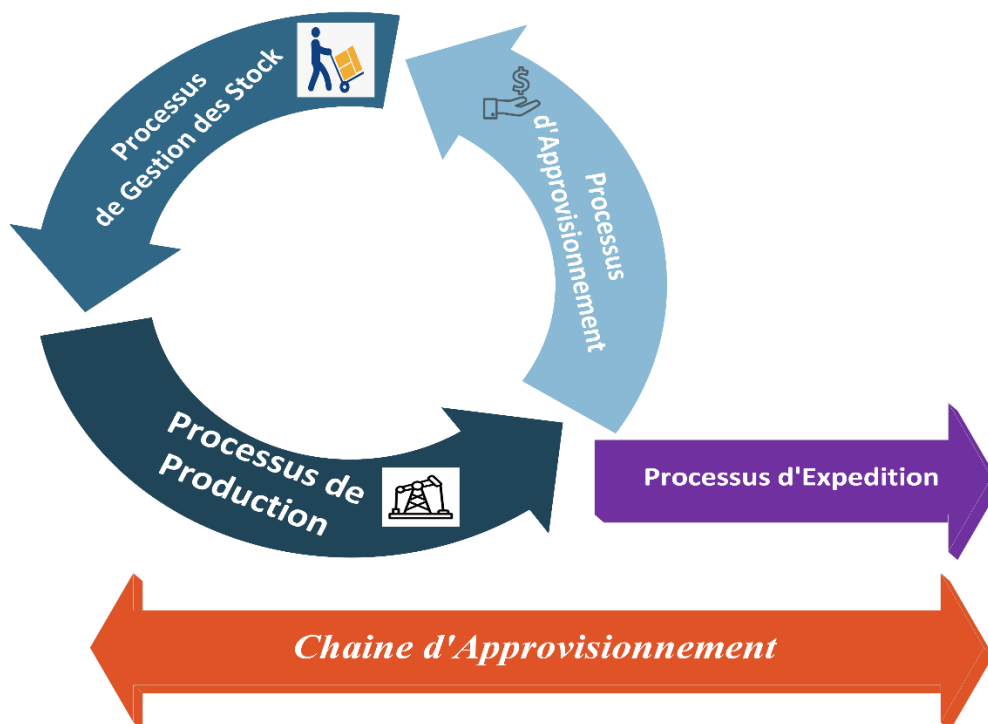 Processus
de Gestion des Stock
$
Processus
d'Approvisionnement
Processus de
Production
Processus d'Expedition
Chaine d'Approvisionnement